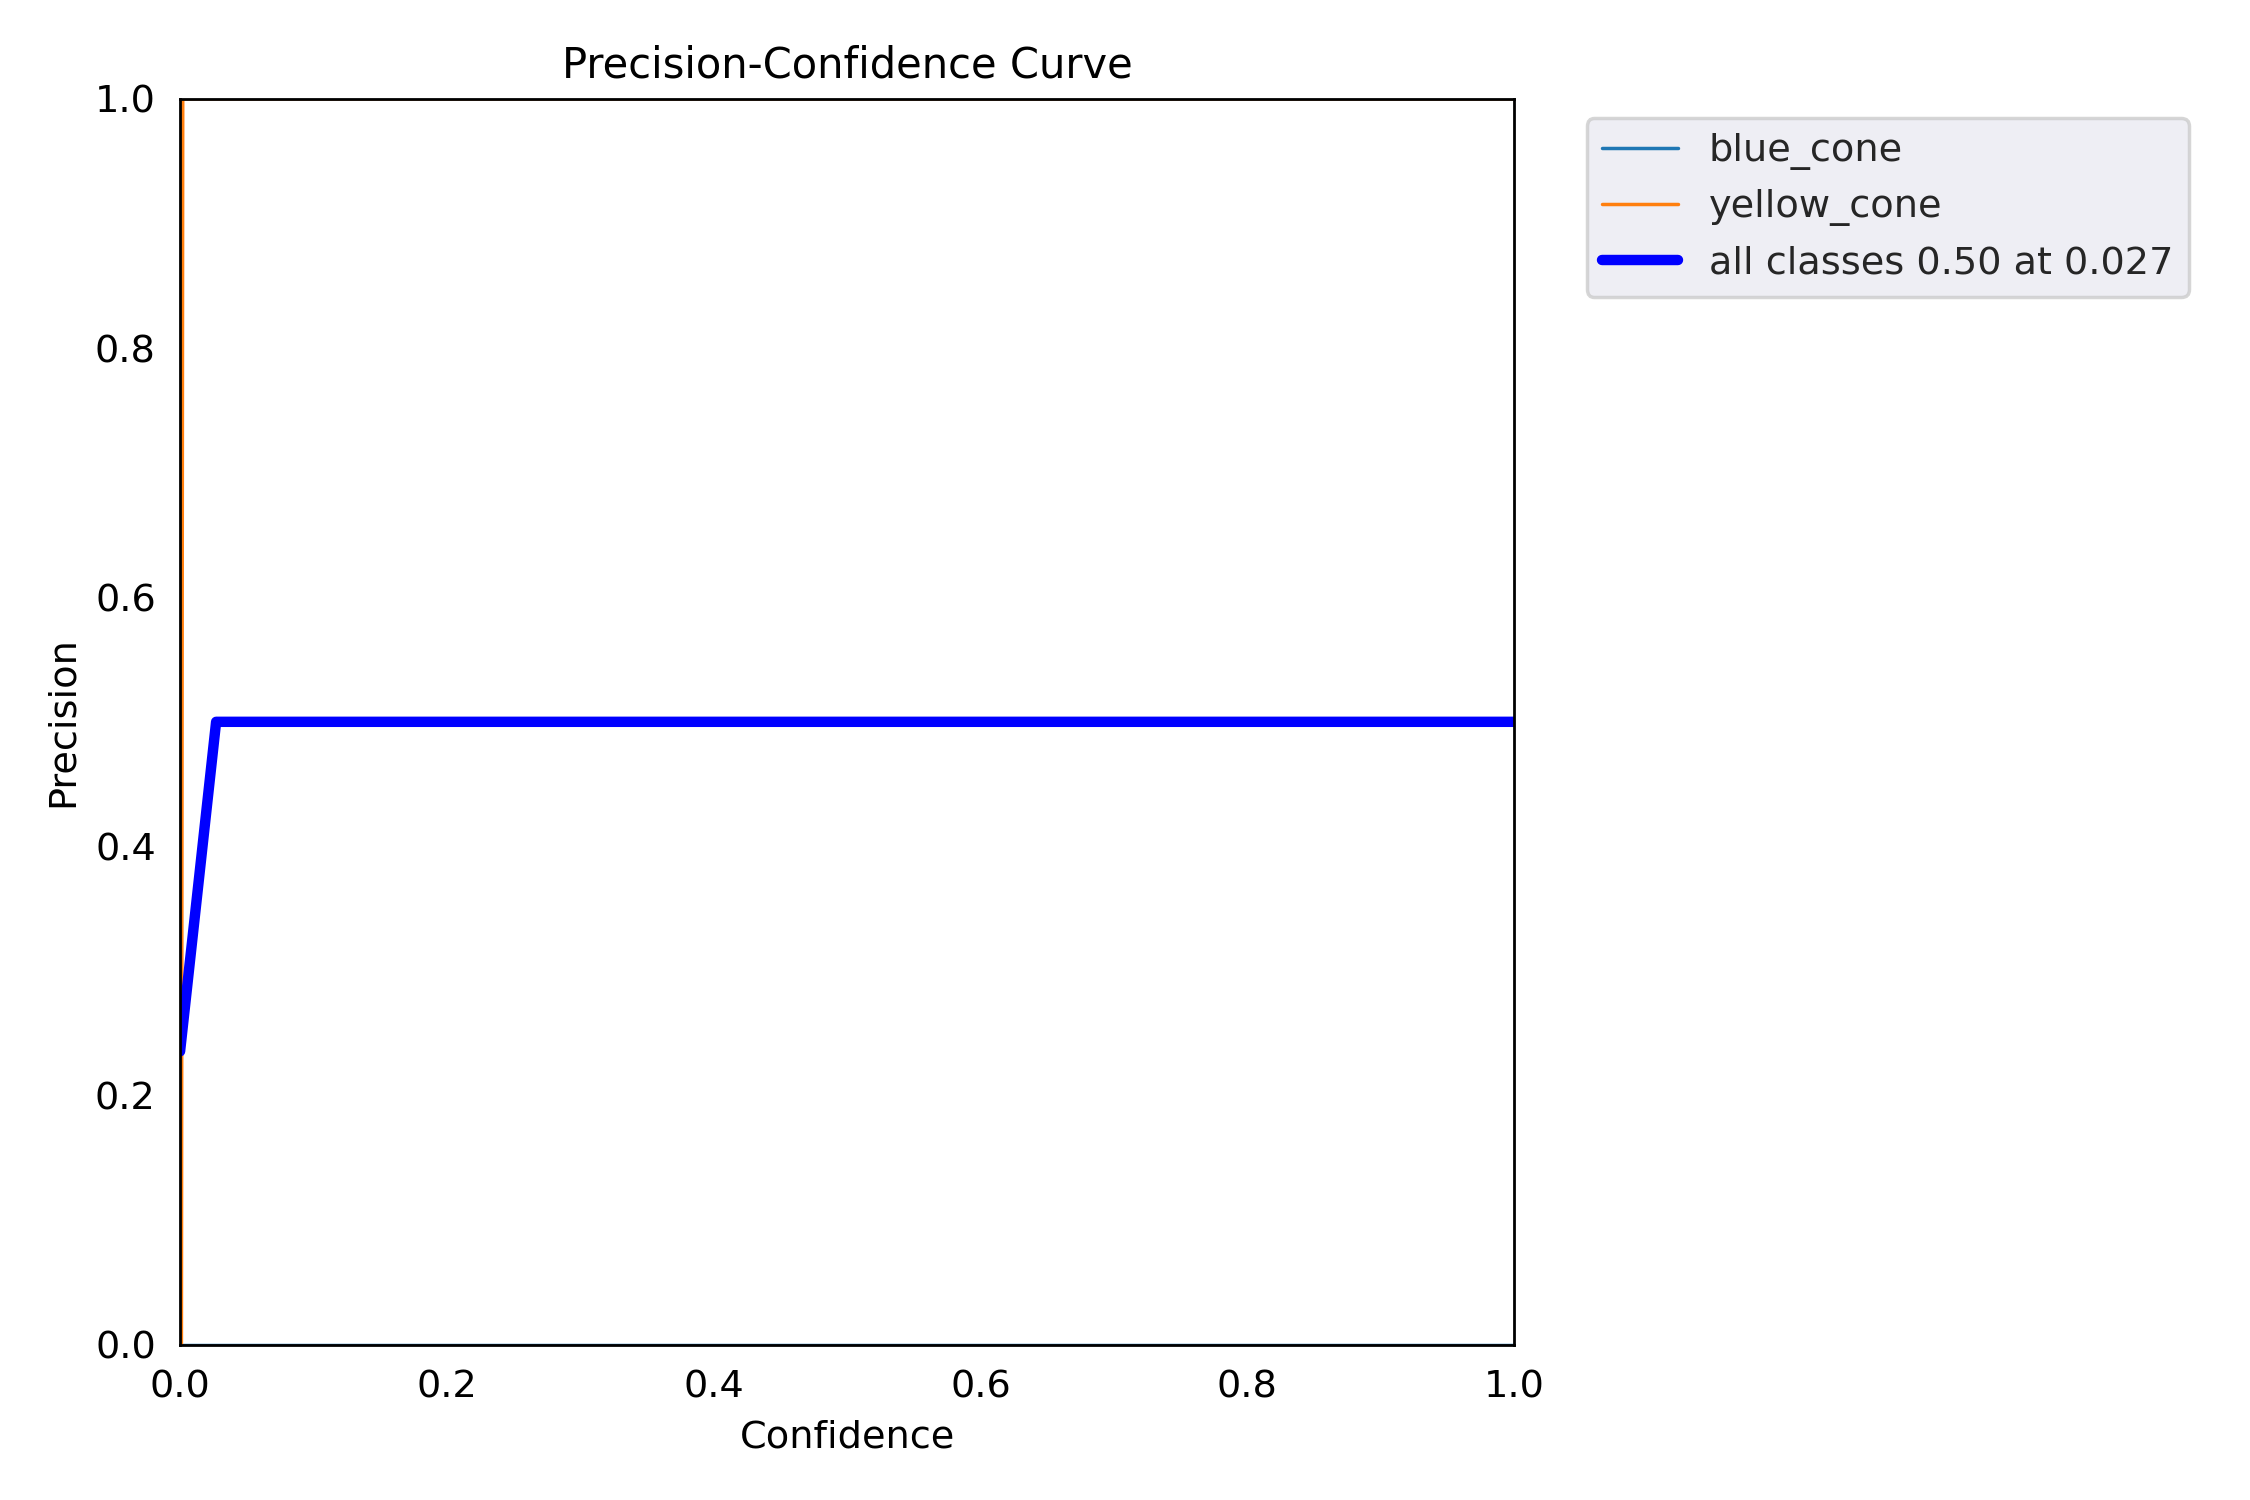 Precision-Confidence Curve
1.0
0.8
0.6
0.4
0.2
0.0
Precision
0.0 0.2 0.4 0.6 0.8 1.0
Confidence
blue_cone
yellow_cone
all classes 0.50 at 0.027